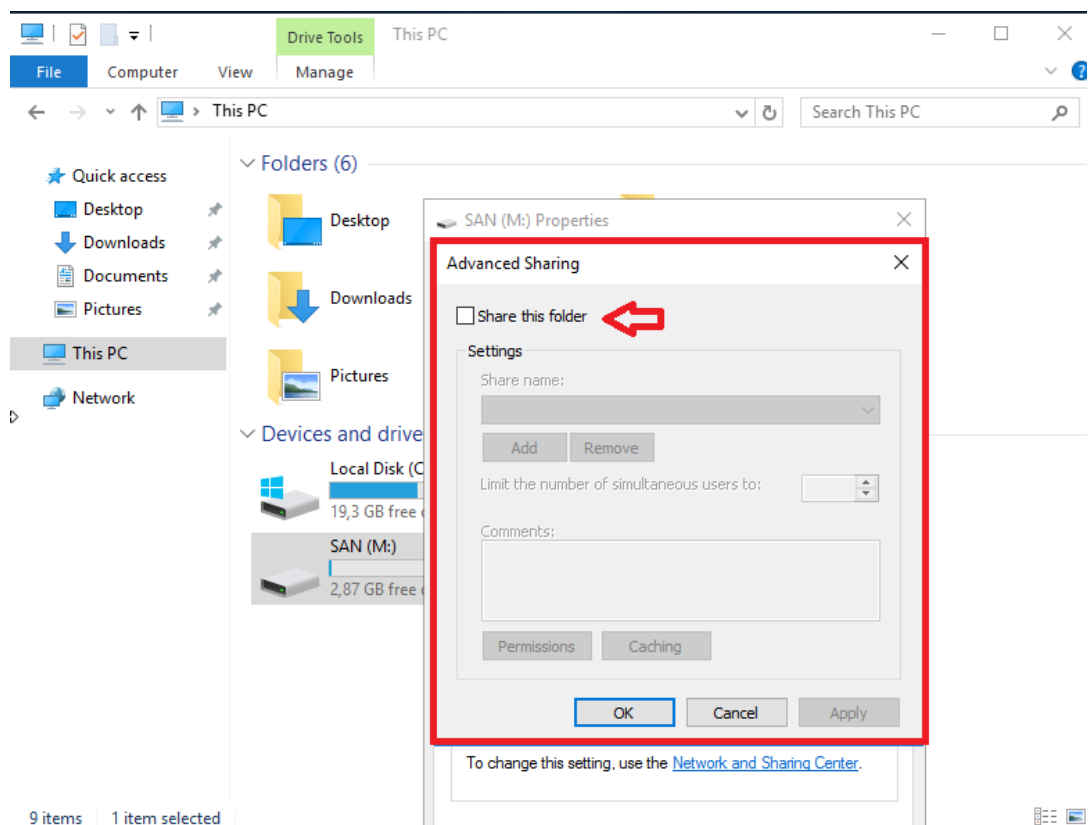 Drive Tools
This PC
File
Computer
View
Manage
This PC
Search This PC
Quick access
Desktop
Downloads
Documents
Pictures
This PC
Network
Folders (6)
Desktop
Downloads
Pictures
Devices and drive
Local Disk (C
19,3 GB free
SAN (M:)
2,87 GB free
SAN (M:) Properties
Advanced Sharing
Share this folder
Settings
Share name:
Add
Remove
Limit the number of simultaneous users to:
Comments:
Permissions
Caching
OK
Cancel
Apply
To change this setting, use the Network and Sharing Center.
9 items
1 item selected